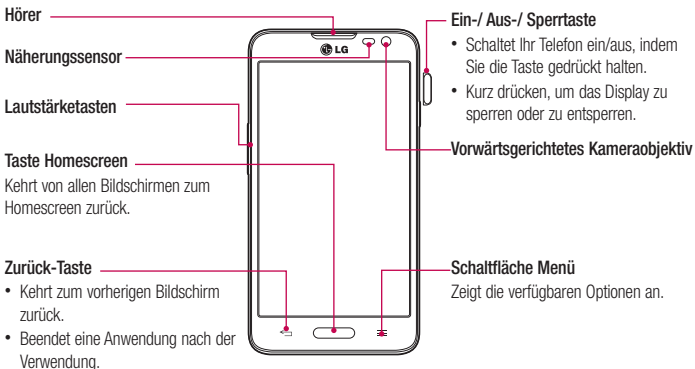 Hörer
Näherungssensor
Lautstärketasten
Taste Homescreen
Kehrt von allen Bildschirmen zum
Homescreen zurück.
Zurück-Taste
• Kehrt zum vorherigen Bildschirm
zurück.
• Beendet eine Anwendung nach der
Verwendung.
LG
Ein-/ Aus-/ Sperrtaste
• Schaltet Ihr Telefon ein/aus, indem
Sie die Taste gedrückt halten.
• Kurz drücken, um das Display zu
sperren oder zu entsperren.
Vorwärtsgerichtetes Kameraobjektiv
Schaltfläche Menü
Zeigt die verfügbaren Optionen an.